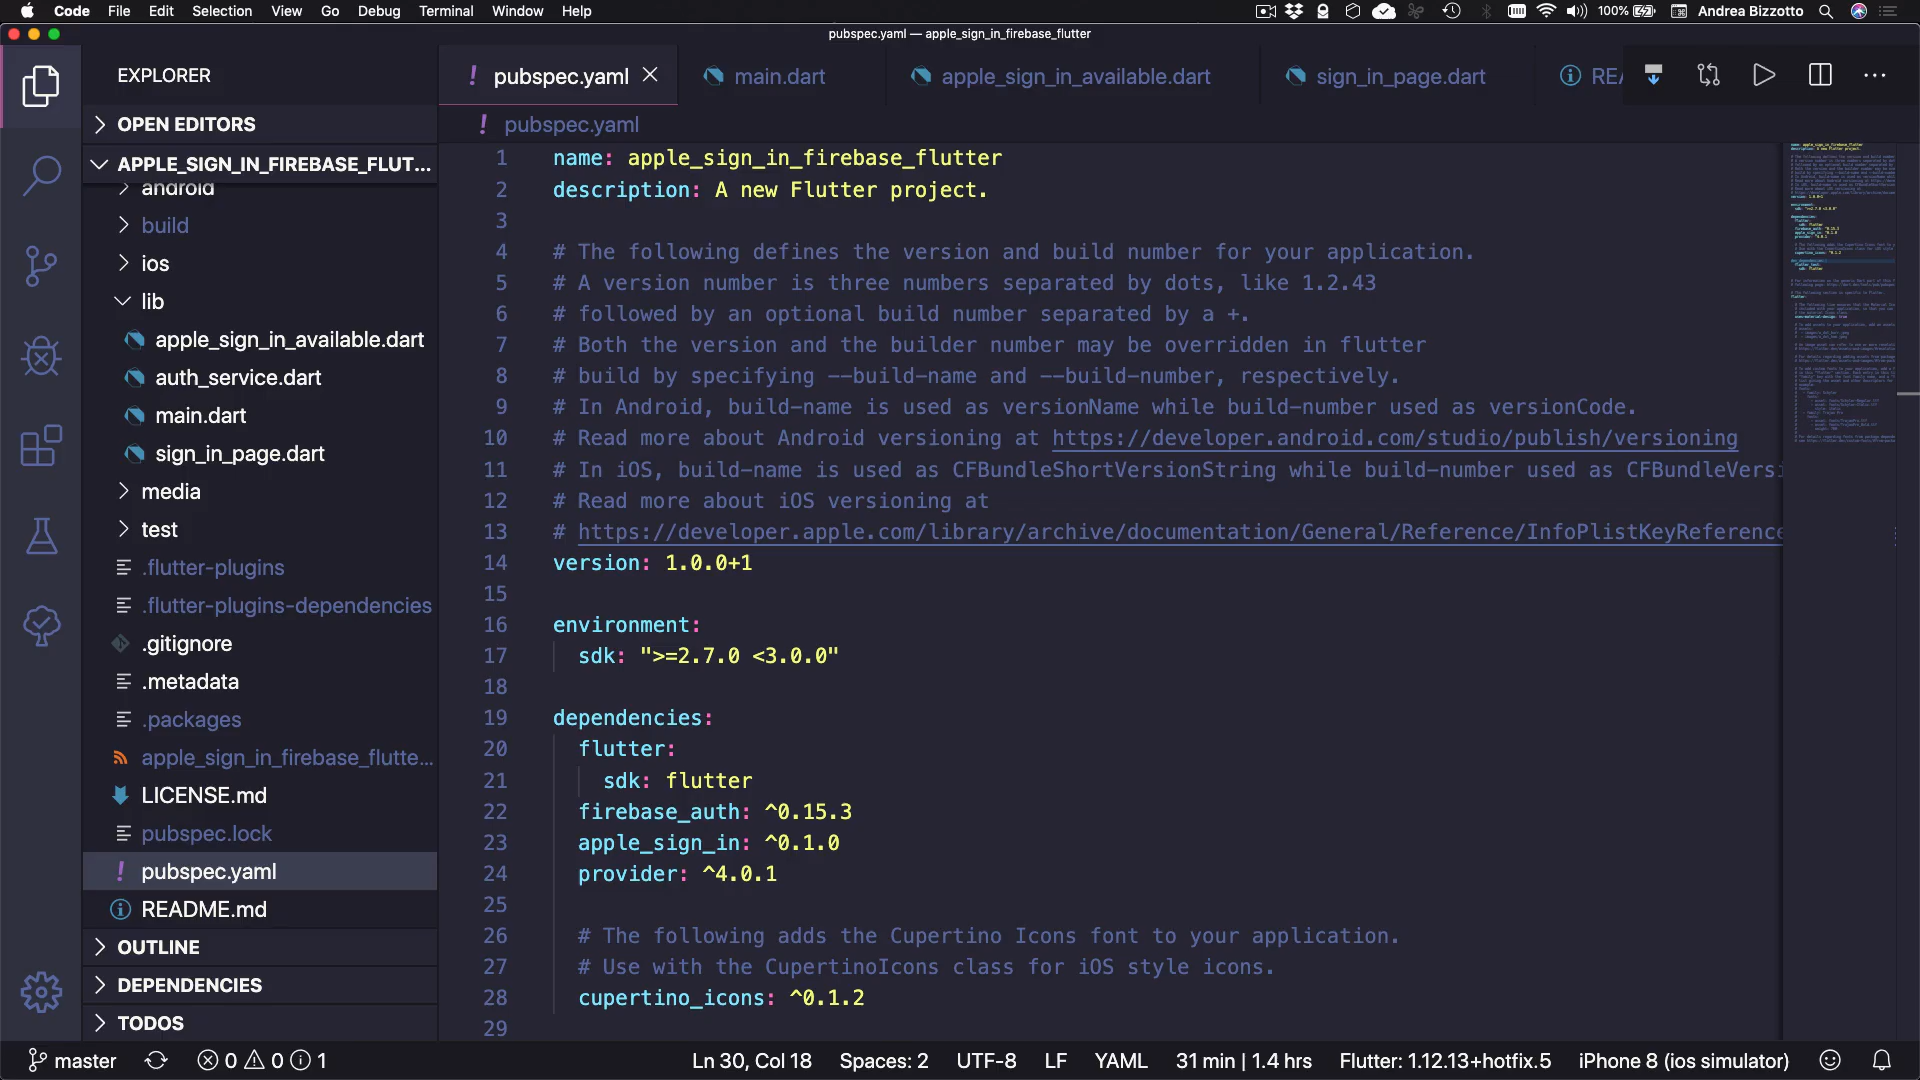 Code File Edit Selection View Go Debug Terminal Window Help 100% Andrea Bizzotto
pubspec.yaml — apple_sign_in_firebase_flutter
EXPLORER
OPEN EDITORS
APPLE_SIGN_IN_FIREBASE_FLUT...
android
build
ios
lib
apple_sign_in_available.dart
auth_service.dart
main.dart
sign_in_page.dart
media
test
.flutter-plugins
.flutter-plugins-dependencies
.gitignore
.metadata
.packages
apple_sign_in_firebase_flutte...
LICENSE.md
pubspec.lock
! pubspec.yaml
README.md
OUTLINE
DEPENDENCIES
TODOS
! pubspec.yaml main.dart apple_sign_in_available.dart sign_in_page.dart REA
! pubspec.yaml
1 name: apple_sign_in_firebase_flutter
2 description: A new Flutter project.
3
4 # The following defines the version and build number for your application.
5 # A version number is three numbers separated by dots, like 1.2.43
6 # followed by an optional build number separated by a +.
7 # Both the version and the builder number may be overridden in flutter
8 # build by specifying --build-name and --build-number, respectively.
9 # In Android, build-name is used as versionName while build-number used as versionCode.
10 # Read more about Android versioning at https://developer.android.com/studio/publish/versioning
11 # In iOS, build-name is used as CFBundleShortVersionString while build-number used as CFBundleVersi
12 # Read more about iOS versioning at
13 # https://developer.apple.com/library/archive/documentation/General/Reference/InfoPlistKeyReference
14 version: 1.0.0+1
15
16 environment:
17 sdk: ">=2.7.0 <3.0.0"
18
19 dependencies:
20 flutter:
21 sdk: flutter
22 firebase_auth: ^0.15.3
23 apple_sign_in: ^0.1.0
24 provider: ^4.0.1
25
26 # The following adds the Cupertino Icons font to your application.
27 # Use with the CupertinoIcons class for iOS style icons.
28 cupertino_icons: ^0.1.2
29
master 0 0 1 Ln 30, Col 18 Spaces: 2 UTF-8 LF YAML 31 min | 1.4 hrs Flutter: 1.12.13+hotfix.5 iPhone 8 (ios simulator)